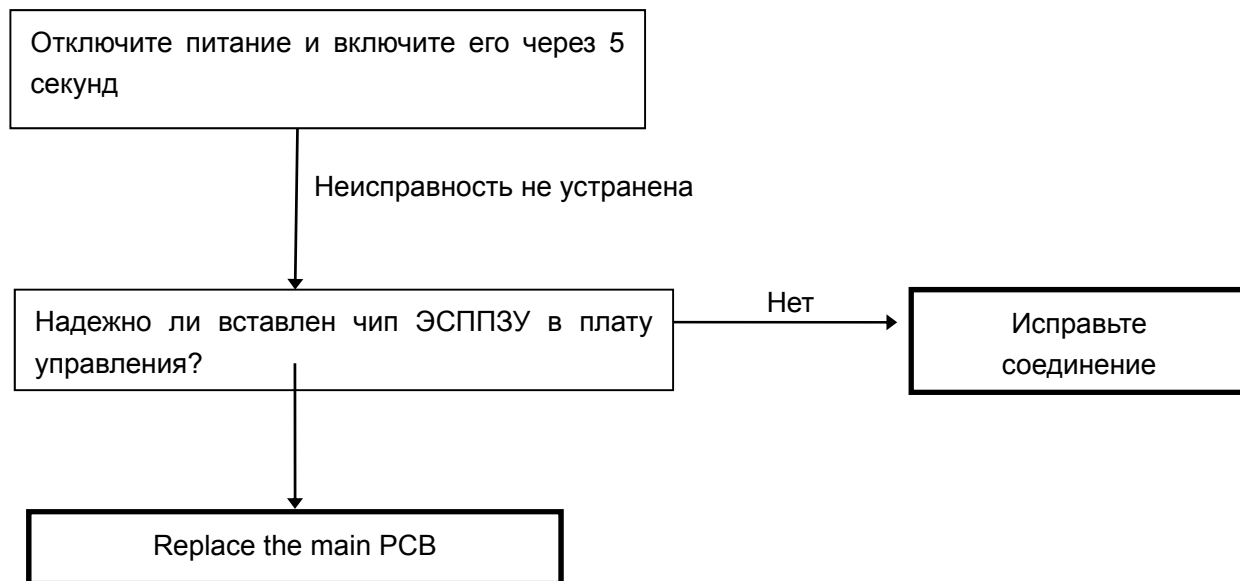 Отключите питание и включите его через 5
секунд
Неисправность не устранена
Надежно ли вставлен чип ЭСППЗУ в плату
управления?
Нет
Исправьте
соединение
Replace the main PCB